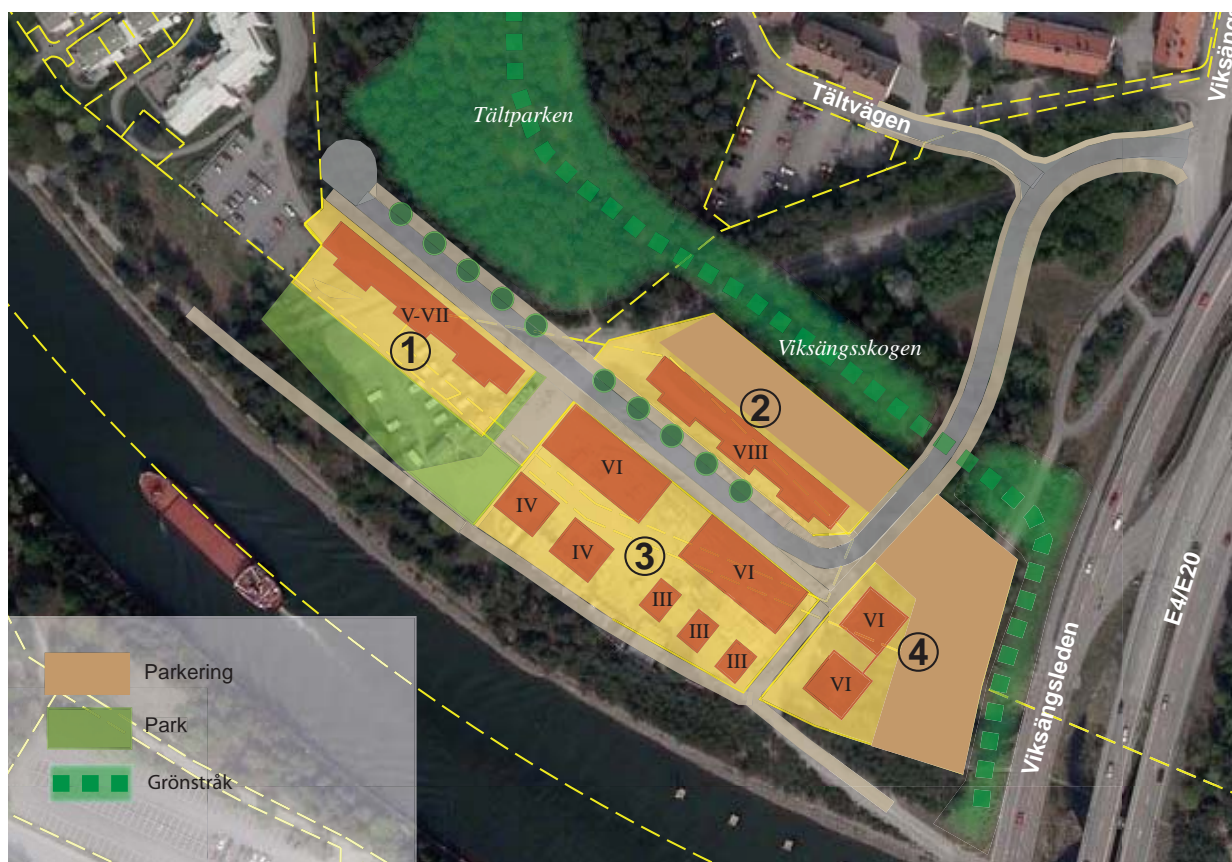 Tältparken
Tältvägen
Viksäng
V-VII
1
Viksängsskogen
2
VIII
VI
IV
3
IV
VI
III
III
III
VI
4
VI
E4/E20
Viksängsleden
Parkering
Park
Grönstråk